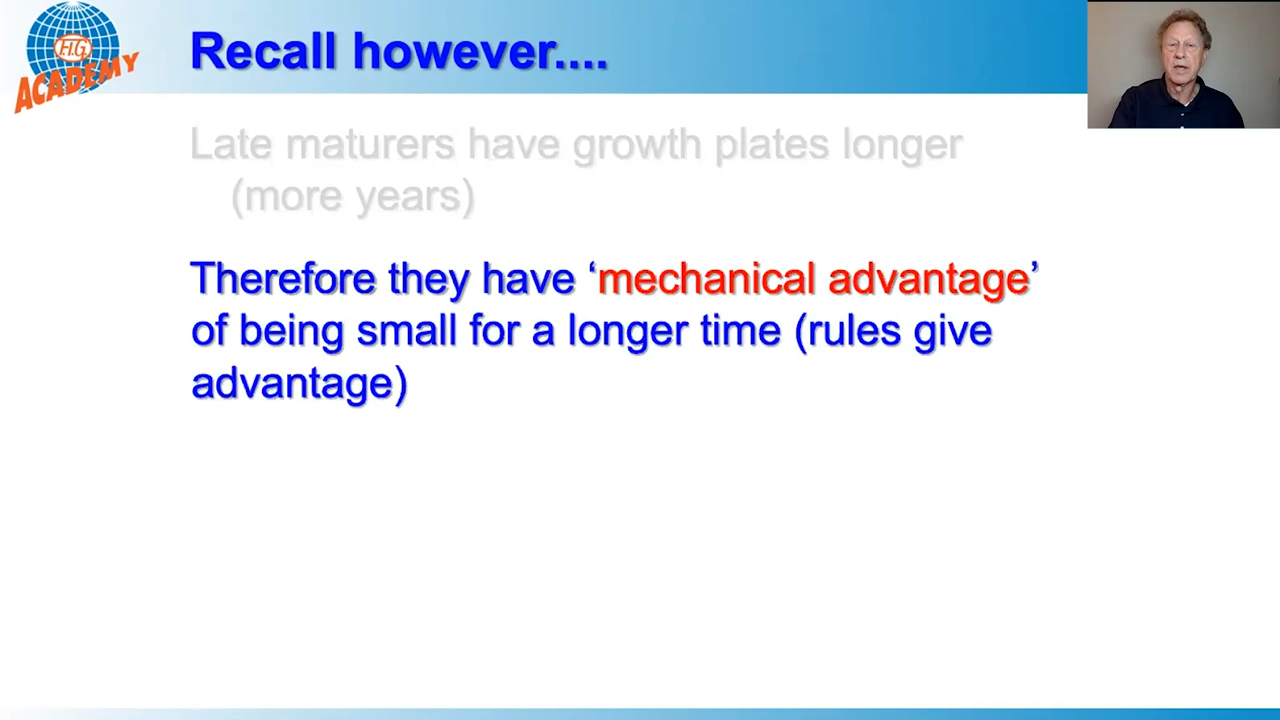 F.I.G.
ACADEMY
Recall however....
Late maturers have growth plates longer
(more years)
Therefore they have ‘mechanical advantage’
of being small for a longer time (rules give
advantage)